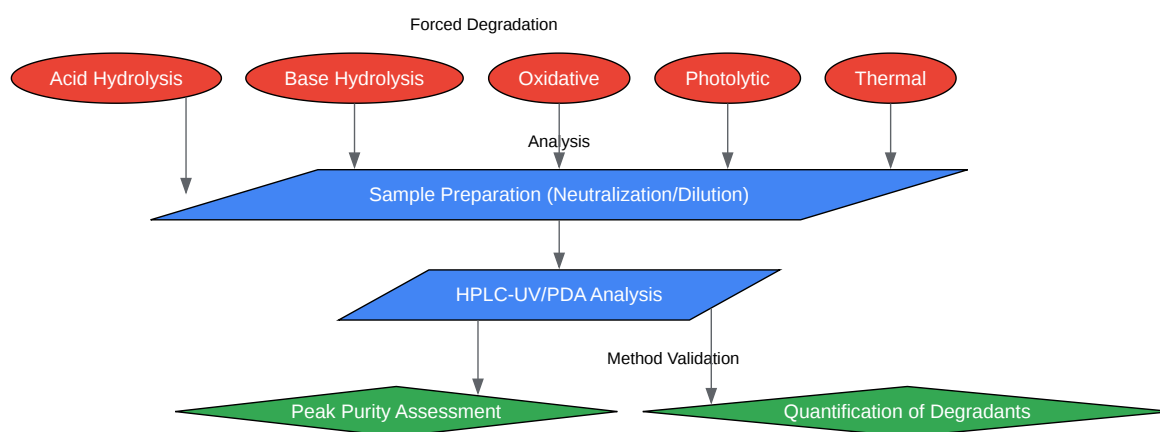 Forced Degradation
Acid Hydrolysis
Base Hydrolysis
Oxidative
Photolytic
Thermal
Analysis
Sample Preparation (Neutralization/Dilution)
HPLC-UV/PDA Analysis
Method Validation
Peak Purity Assessment
Quantification of Degradants